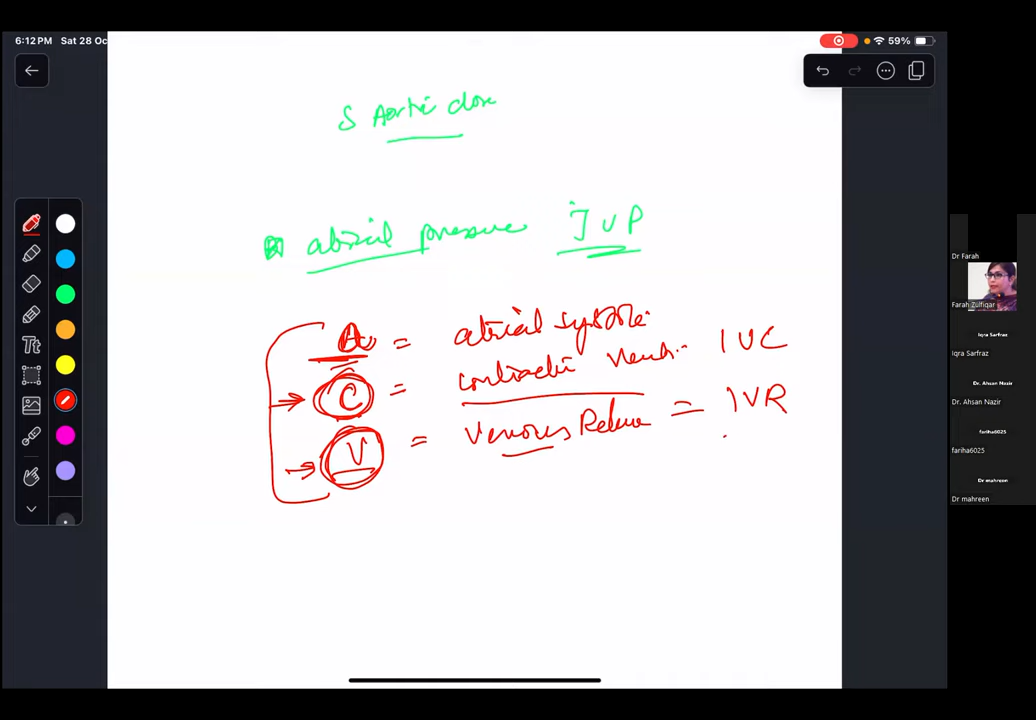 6:12 PM Sat 28 Oc
59%
S Aortic close
atrial pressure JVP
A = atrial systole
C = contraction Ventri.. IVC
V = Venous Return = IVR
Tt
Dr Farah
Farah Zulfiqar
Iqra Sarfraz
Iqra Sarfraz
Dr. Ahsan Nazir
Dr. Ahsan Nazir
fariha6025
fariha6025
Dr mahreen
Dr mahreen